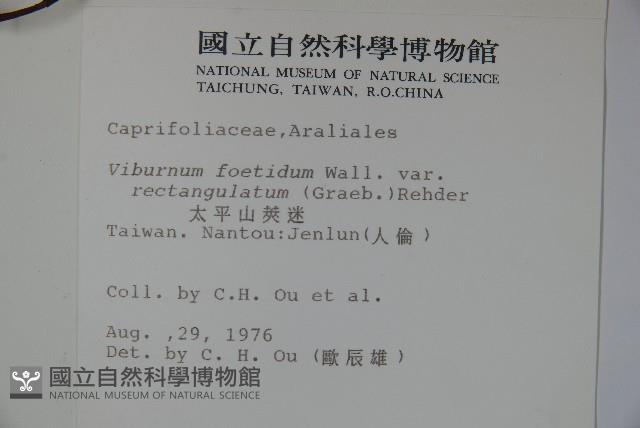 國立自然科學博物館
NATIONAL MUSEUM OF NATURAL SCIENCE
TAICHUNG, TAIWAN, R.O.CHINA
Caprifoliaceae,Araliales
Viburnum foetidum Wall. var.
rectangulatum (Graeb.)Rehder
太平山莢迷
Taiwan. Nantou:Jenlun(人倫)
Coll. by C.H. Ou et al.
Aug. ,29, 1976
Det. by C. H. Ou (歐辰雄)
國立自然科學博物館
NATIONAL MUSEUM OF NATURAL SCIENCE